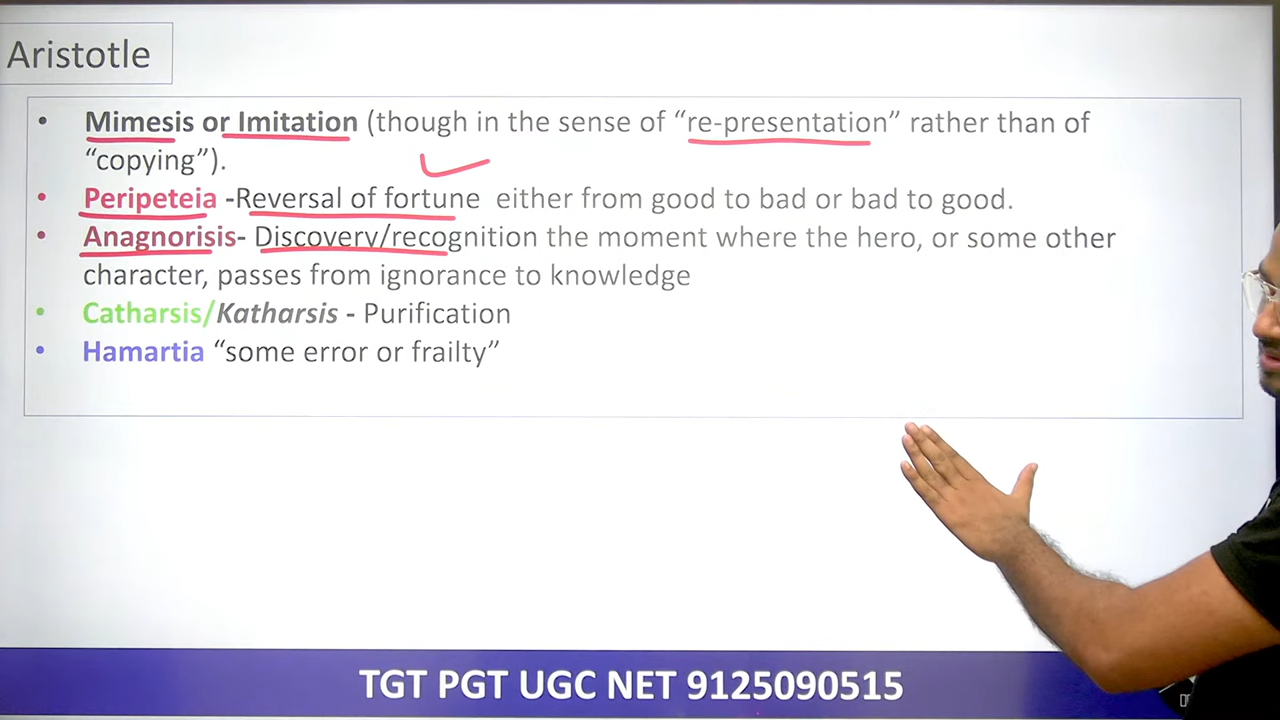 Aristotle
• Mimesis or Imitation (though in the sense of “re-presentation” rather than of
“copying”).
• Peripeteia -Reversal of fortune either from good to bad or bad to good.
• Anagnorisis- Discovery/recognition the moment where the hero, or some other
character, passes from ignorance to knowledge
• Catharsis/Katharsis - Purification
• Hamartia “some error or frailty”
TGT PGT UGC NET 9125090515